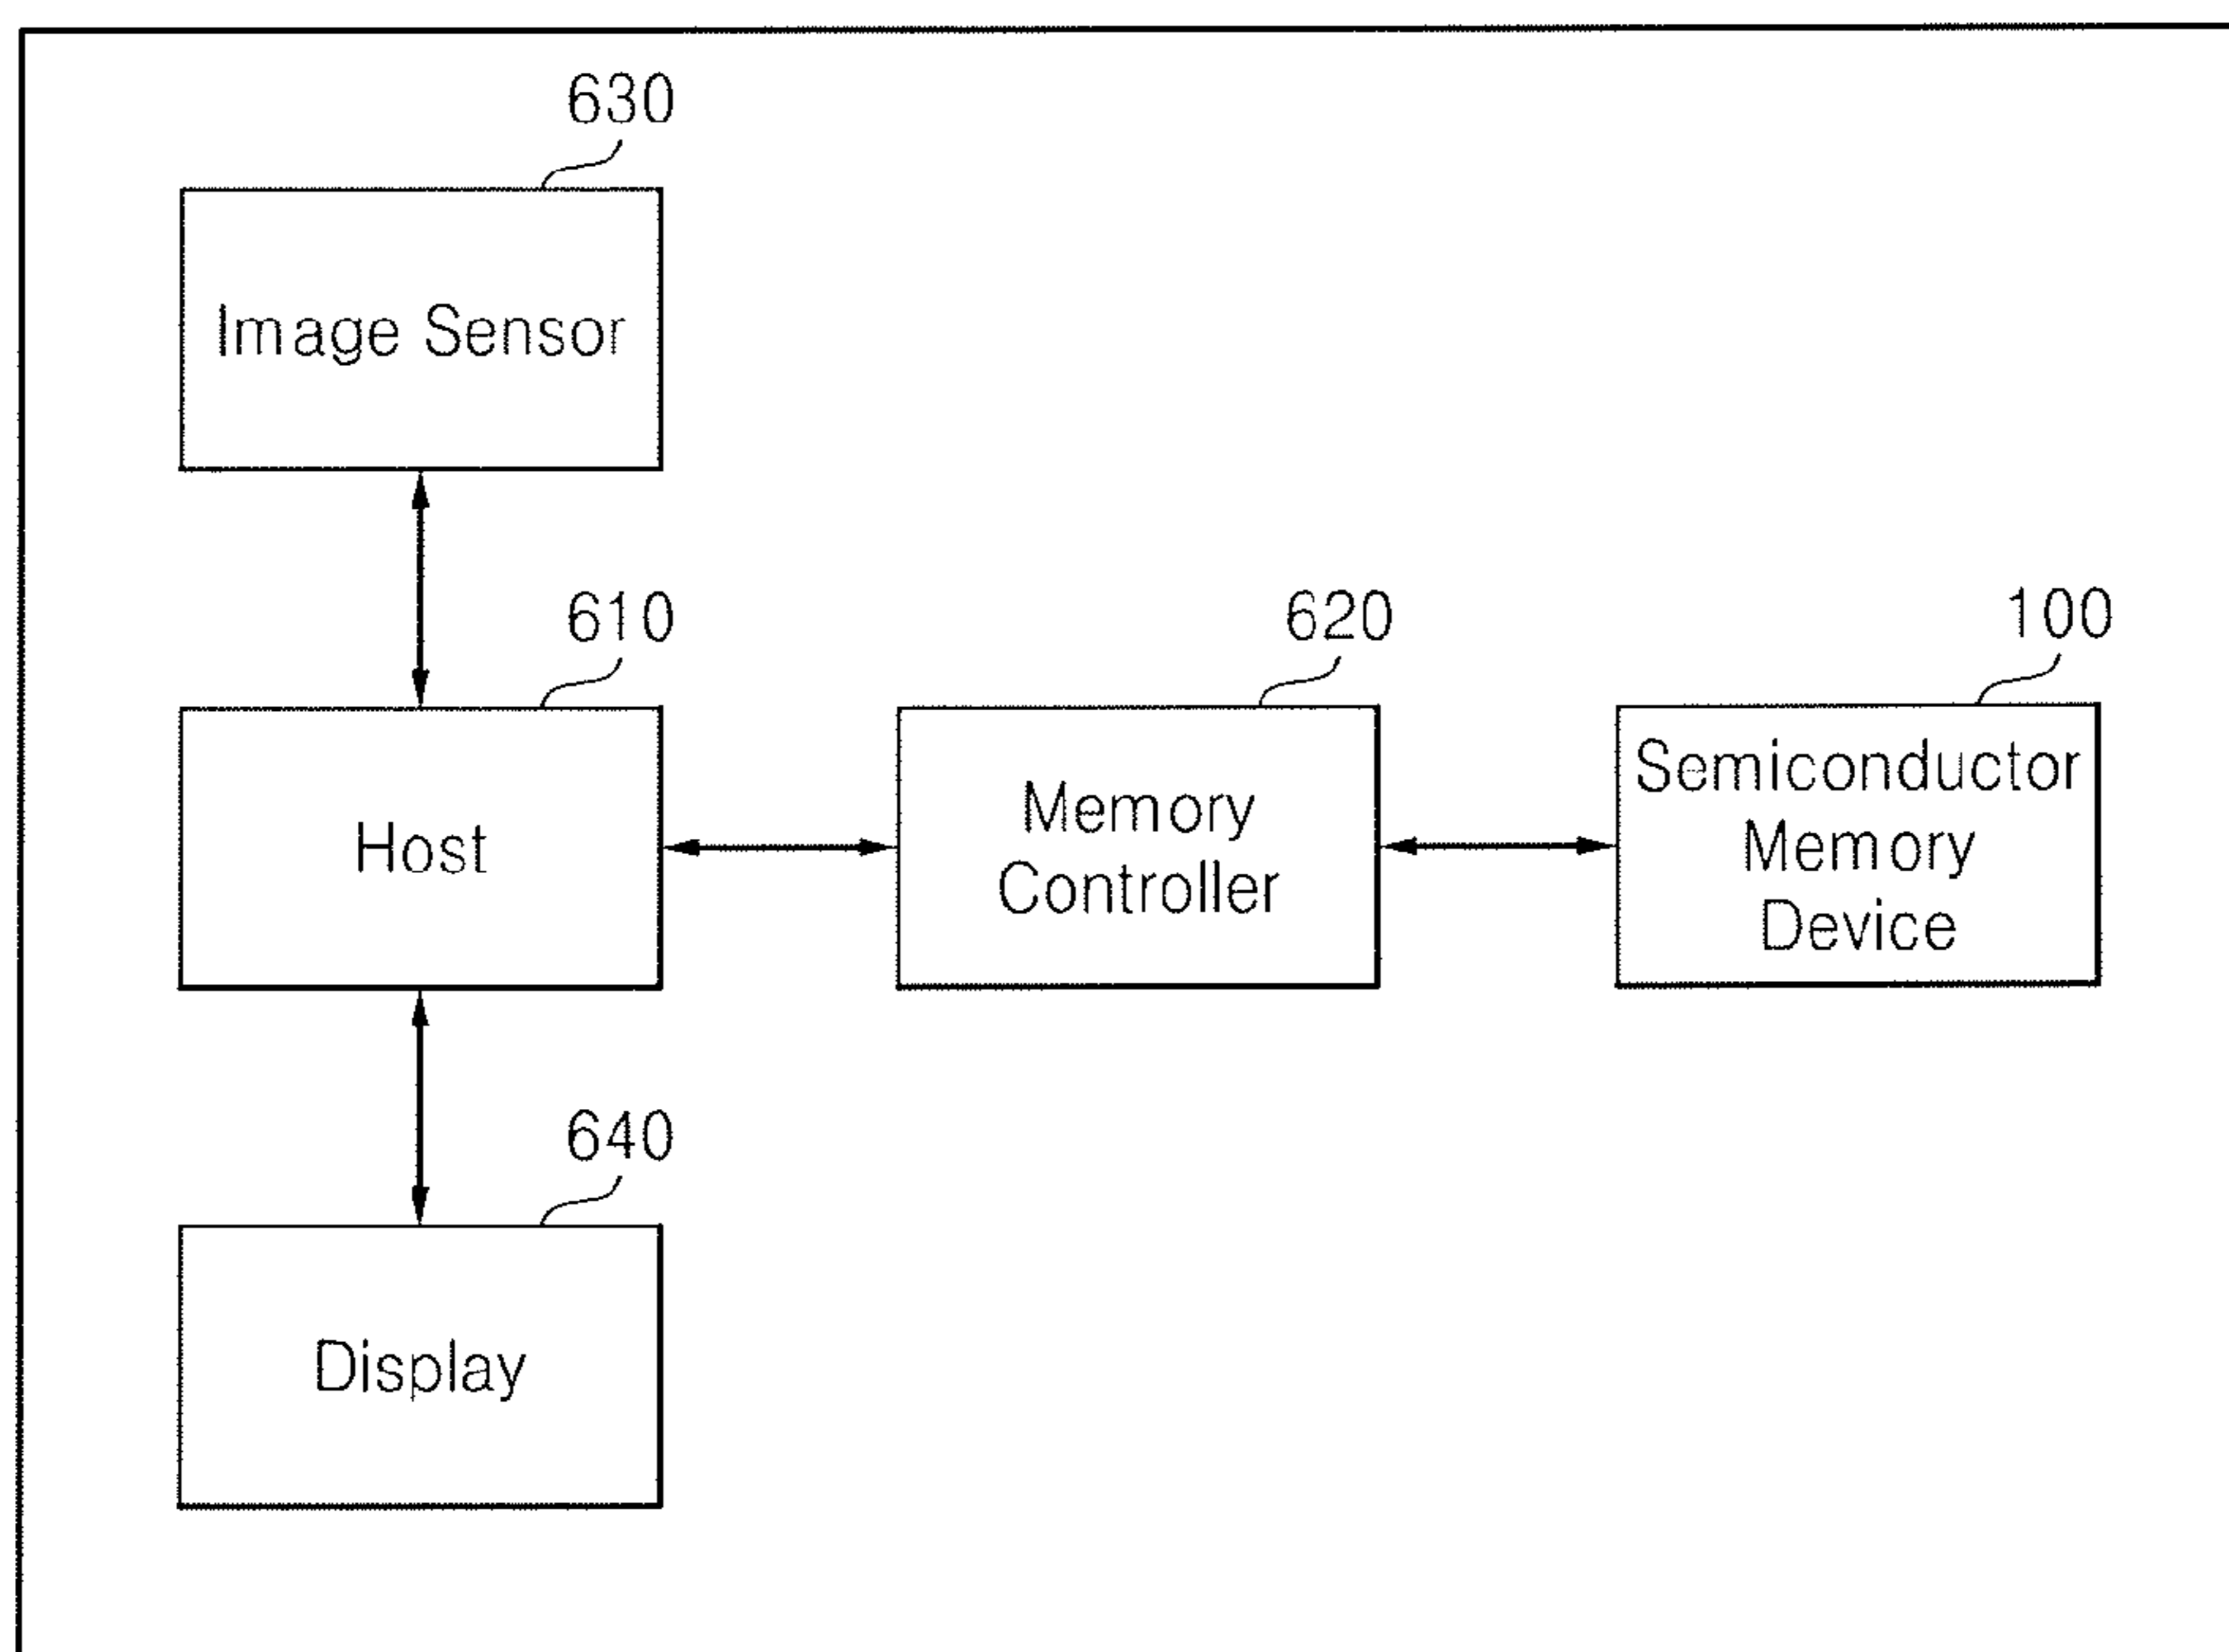 630
Image Sensor
610
620
100
Host
Memory
Controller
Semiconductor
Memory
Device
640
Display